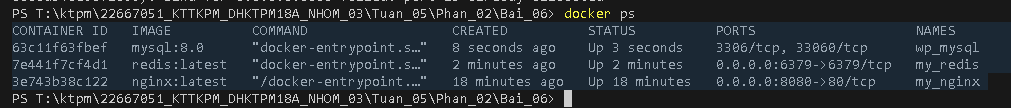 PS T:\ktpm\22667051_KTTKPM_DHKTPM18A_NHOM_03\Tuan_05\Phan_02\Bai_06> docker ps
CONTAINER ID IMAGE COMMAND CREATED STATUS PORTS NAMES
63c11f63fbef mysql:8.0 "docker-entrypoint.s…" 8 seconds ago Up 3 seconds 3306/tcp, 33060/tcp wp_mysql
7e441f7cf4d1 redis:latest "docker-entrypoint.s…" 2 minutes ago Up 2 minutes 0.0.0.0:6379->6379/tcp my_redis
3e743b38c122 nginx:latest "/docker-entrypoint.…" 18 minutes ago Up 18 minutes 0.0.0.0:8080->80/tcp my_nginx
PS T:\ktpm\22667051_KTTKPM_DHKTPM18A_NHOM_03\Tuan_05\Phan_02\Bai_06>